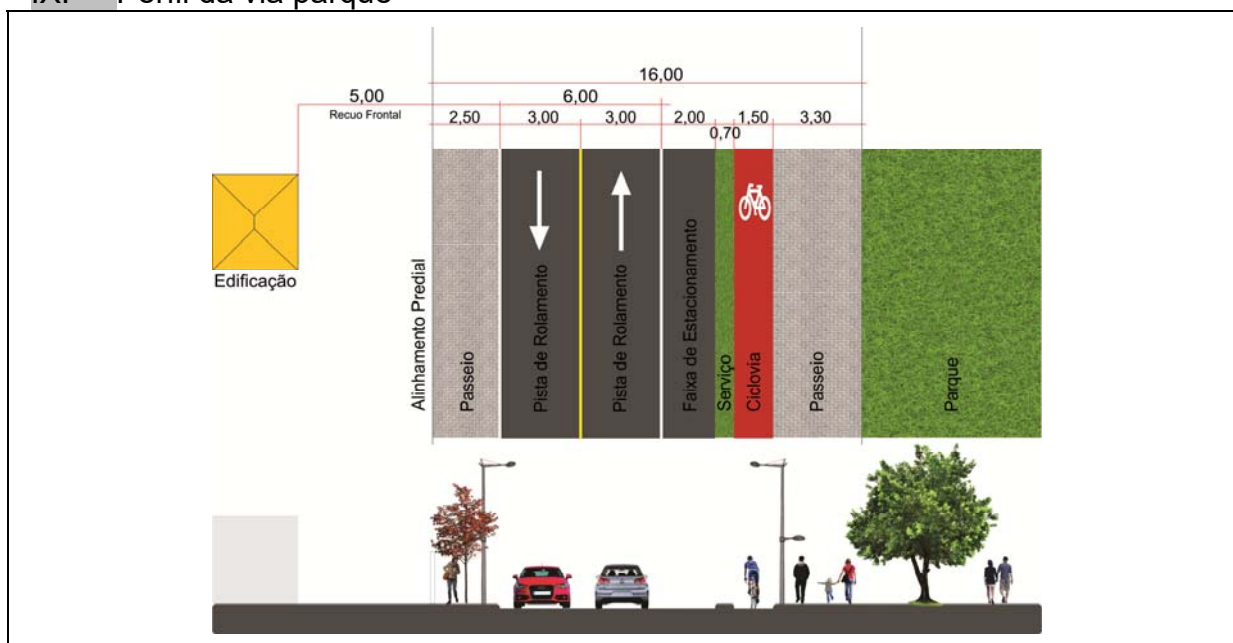 IX. Perfil da via parque
16,00
5,00
6,00
Recuo Frontal
2,50
3,00
3,00
2,00
1,50
3,30
0,70
Edificação
Alinhamento Predial
Passeio
Pista de Rolamento
Pista de Rolamento
Faixa de Estacionamento
Serviço
Ciclovia
Passeio
Parque